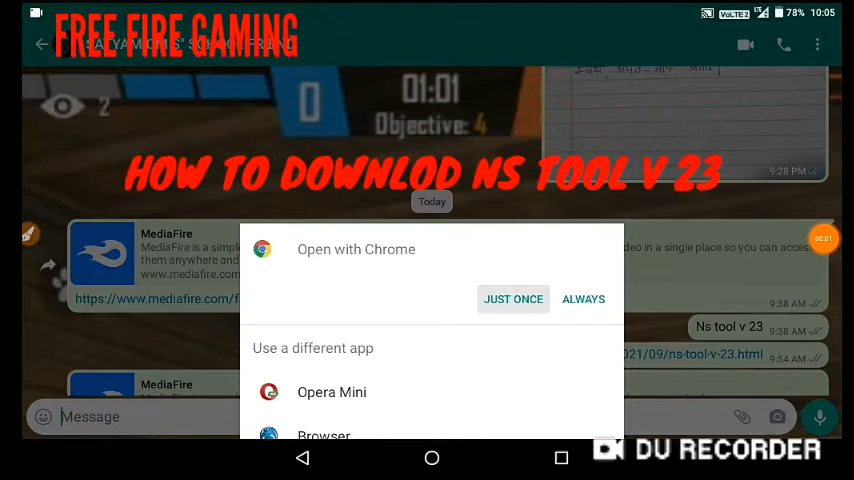 VoLTE 2 LTE 78% 10:05
FREE FIRE GAMING
2
0
01:01
Objective: 4
9:28 PM
HOW TO DOWNLOD NS TOOL V 23
Today
MediaFire
MediaFire is a simple
them anywhere and
www.mediafire.com
deo in a single place so you can access
https://www.mediafire.com/f
9:38 AM
Open with Chrome
00:01
JUST ONCE ALWAYS
Ns tool v 23 9:38 AM
Use a different app
021/09/ns-tool-v-23.html 9:54 AM
MediaFire
Opera Mini
Message
Browser
DU RECORDER